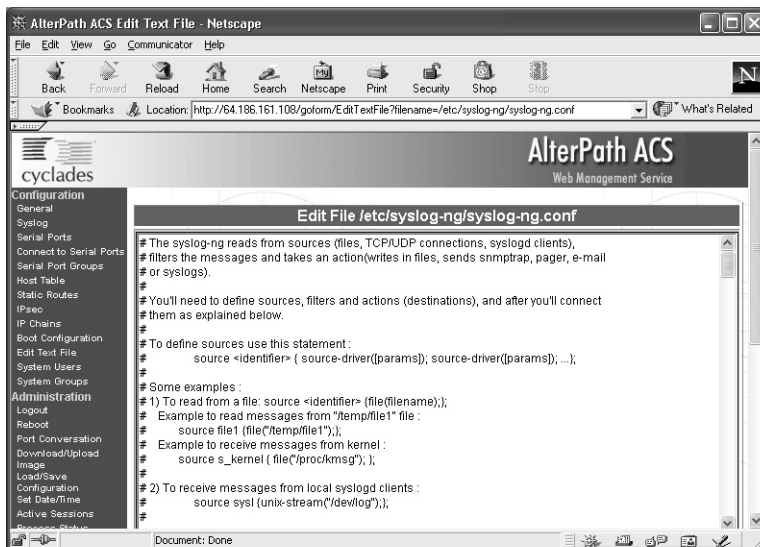 AlterPath ACS Edit Text File - Netscape
File Edit View Go Communicator Help
Back Forward Reload Home Search Netscape Print Security Shop Stop
My
N
Bookmarks Location: http://64.186.161.108/goform/EditTextFile?filename=/etc/syslog-ng/syslog-ng.conf What's Related
cyclades
AlterPath ACS
Web Management Service
Configuration
General
Syslog
Serial Ports
Connect to Serial Ports
Serial Port Groups
Host Table
Static Routes
IPsec
IP Chains
Boot Configuration
Edit Text File
System Users
System Groups
Administration
Logout
Reboot
Port Conversation
Download/Upload
Image
Load/Save
Configuration
Set Date/Time
Active Sessions
Process Status
Edit File /etc/syslog-ng/syslog-ng.conf
# The syslog-ng reads from sources (files, TCP/UDP connections, syslogd clients),
# filters the messages and takes an action(writes in files, sends snmptrap, pager, e-mail
# or syslogs).
#
# You'll need to define sources, filters and actions (destinations), and after you'll connect
# them as explained below.
#
# To define sources use this statement :
# source <identifier> { source-driver([params]); source-driver([params]); ...};
#
# Some examples :
# 1) To read from a file: source <identifier> {file(filename);};
# Example to read messages from "/temp/file1" file :
# source file1 {file("/temp/file1");};
# Example to receive messages from kernel :
# source s_kernel { file("/proc/kmsg"); };
#
# 2) To receive messages from local syslogd clients :
# source sysl {unix-stream("/dev/log");};
#
Document: Done